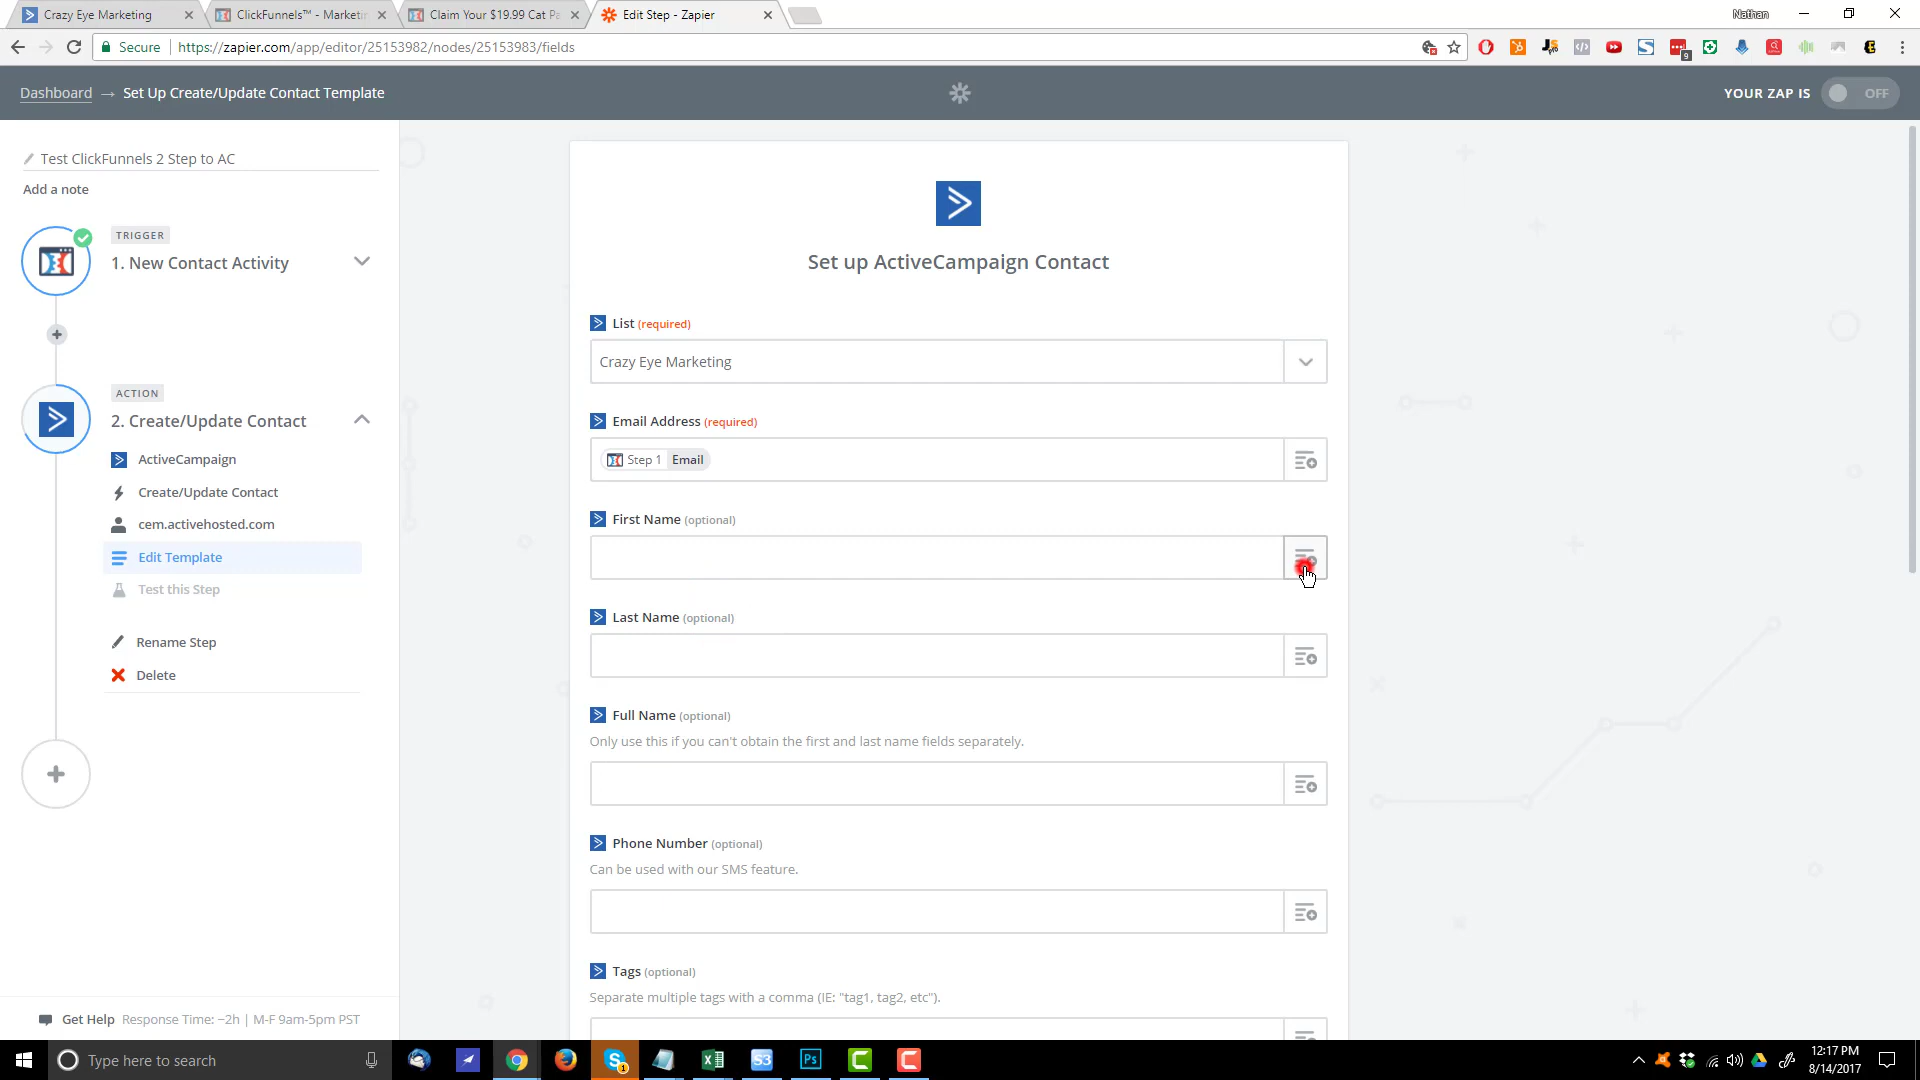 Crazy Eye Marketing
ClickFunnels™ - Marketin
Claim Your $19.99 Cat Pa
Edit Step - Zapier
Nathan
Secure https://zapier.com/app/editor/25153982/nodes/25153983/fields
9
Dashboard → Set Up Create/Update Contact Template
YOUR ZAP IS OFF
Test ClickFunnels 2 Step to AC
Add a note
TRIGGER
1. New Contact Activity
ACTION
2. Create/Update Contact
ActiveCampaign
Create/Update Contact
cem.activehosted.com
Edit Template
Test this Step
Rename Step
Delete
Get Help Response Time: ~2h | M-F 9am-5pm PST
Set up ActiveCampaign Contact
List (required)
Crazy Eye Marketing
Email Address (required)
Step 1 Email
First Name (optional)
Last Name (optional)
Full Name (optional)
Only use this if you can't obtain the first and last name fields separately.
Phone Number (optional)
Can be used with our SMS feature.
Tags (optional)
Separate multiple tags with a comma (IE: "tag1, tag2, etc").
Type here to search
S
1
S3
Ps
12:17 PM
8/14/2017